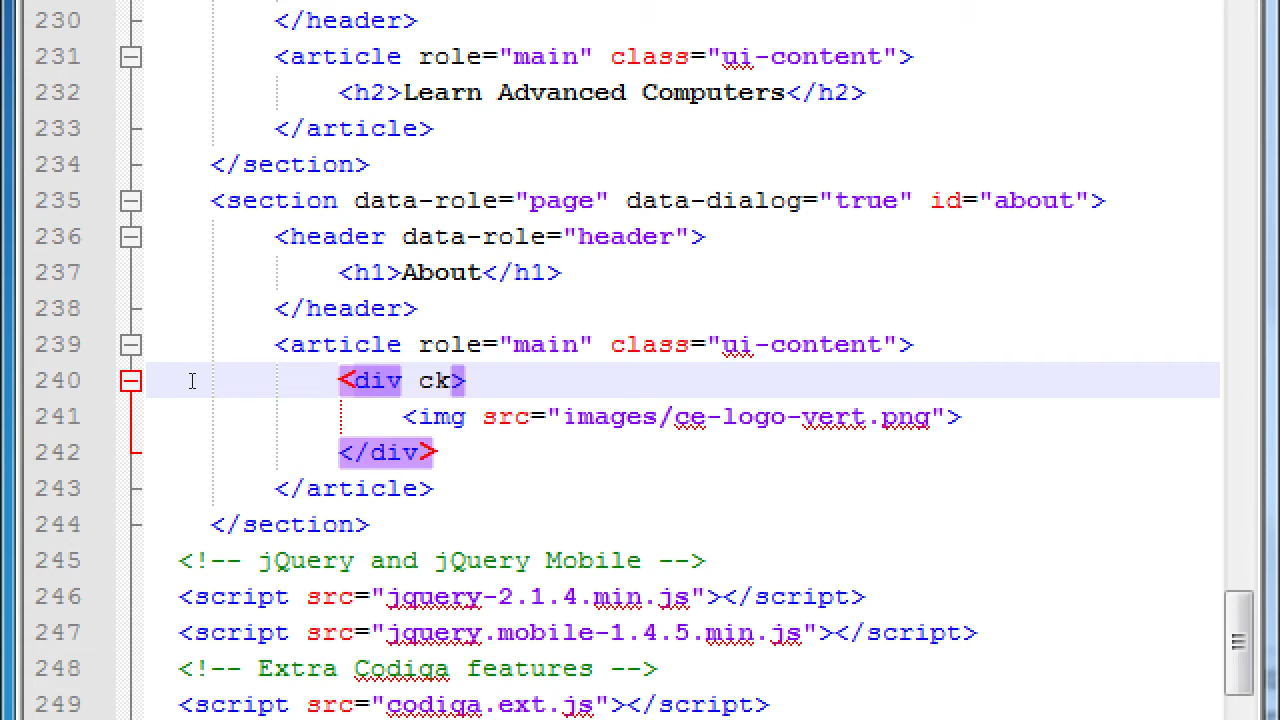 230 </header>
231 <article role="main" class="ui-content">
232 <h2>Learn Advanced Computers</h2>
233 </article>
234 </section>
235 <section data-role="page" data-dialog="true" id="about">
236 <header data-role="header">
237 <h1>About</h1>
238 </header>
239 <article role="main" class="ui-content">
240 <div ck>
241 <img src="images/ce-logo-vert.png">
242 </div>
243 </article>
244 </section>
245 <!-- jQuery and jQuery Mobile -->
246 <script src="jquery-2.1.4.min.js"></script>
247 <script src="jquery.mobile-1.4.5.min.js"></script>
248 <!-- Extra Codiqa features -->
249 <script src="codiqa.ext.js"></script>